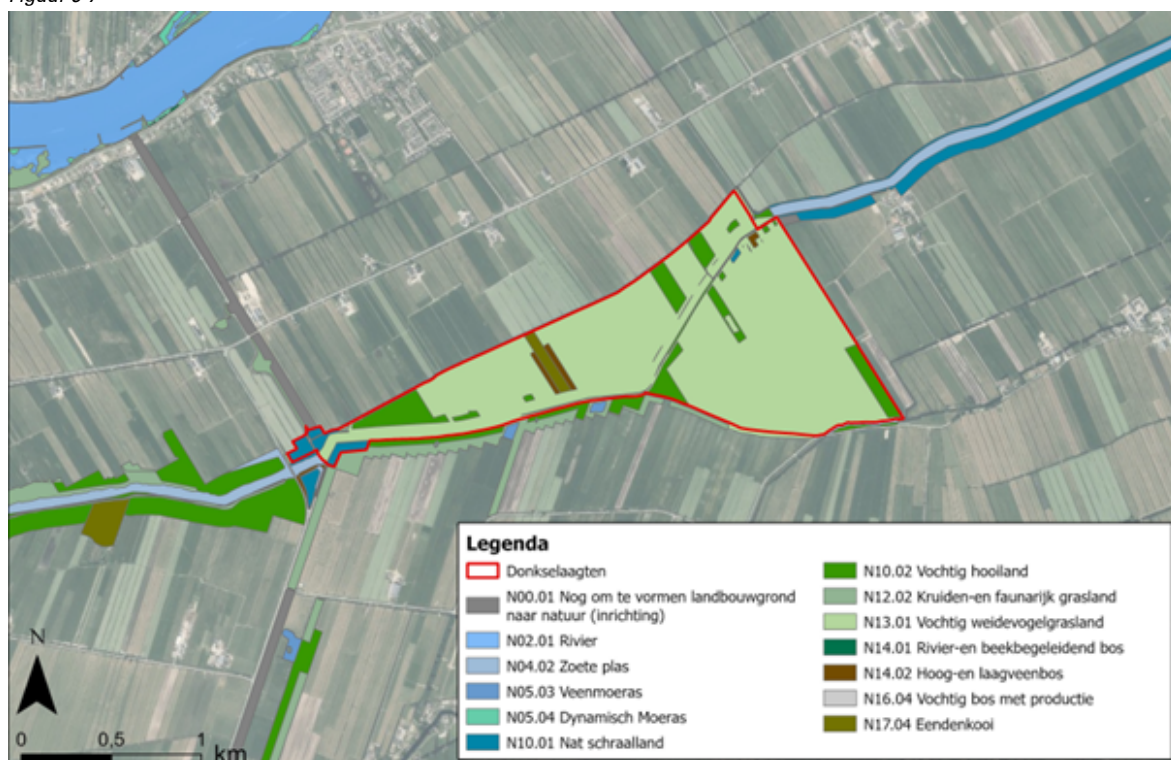 N
0 0,5 1
km
Legenda
Donkselaagten
N00.01 Nog om te vormen landbouwgrond
naar natuur (inrichting)
N02.01 Rivier
N04.02 Zoete plas
N05.03 Veenmoeras
N05.04 Dynamisch Moeras
N10.01 Nat schraalland
N10.02 Vochtig hooiland
N12.02 Kruiden-en faunarijk grasland
N13.01 Vochtig weidevogelgrasland
N14.01 Rivier-en beekbegeleidend bos
N14.02 Hoog-en laagveenbos
N16.04 Vochtig bos met productie
N17.04 Eendenkooi